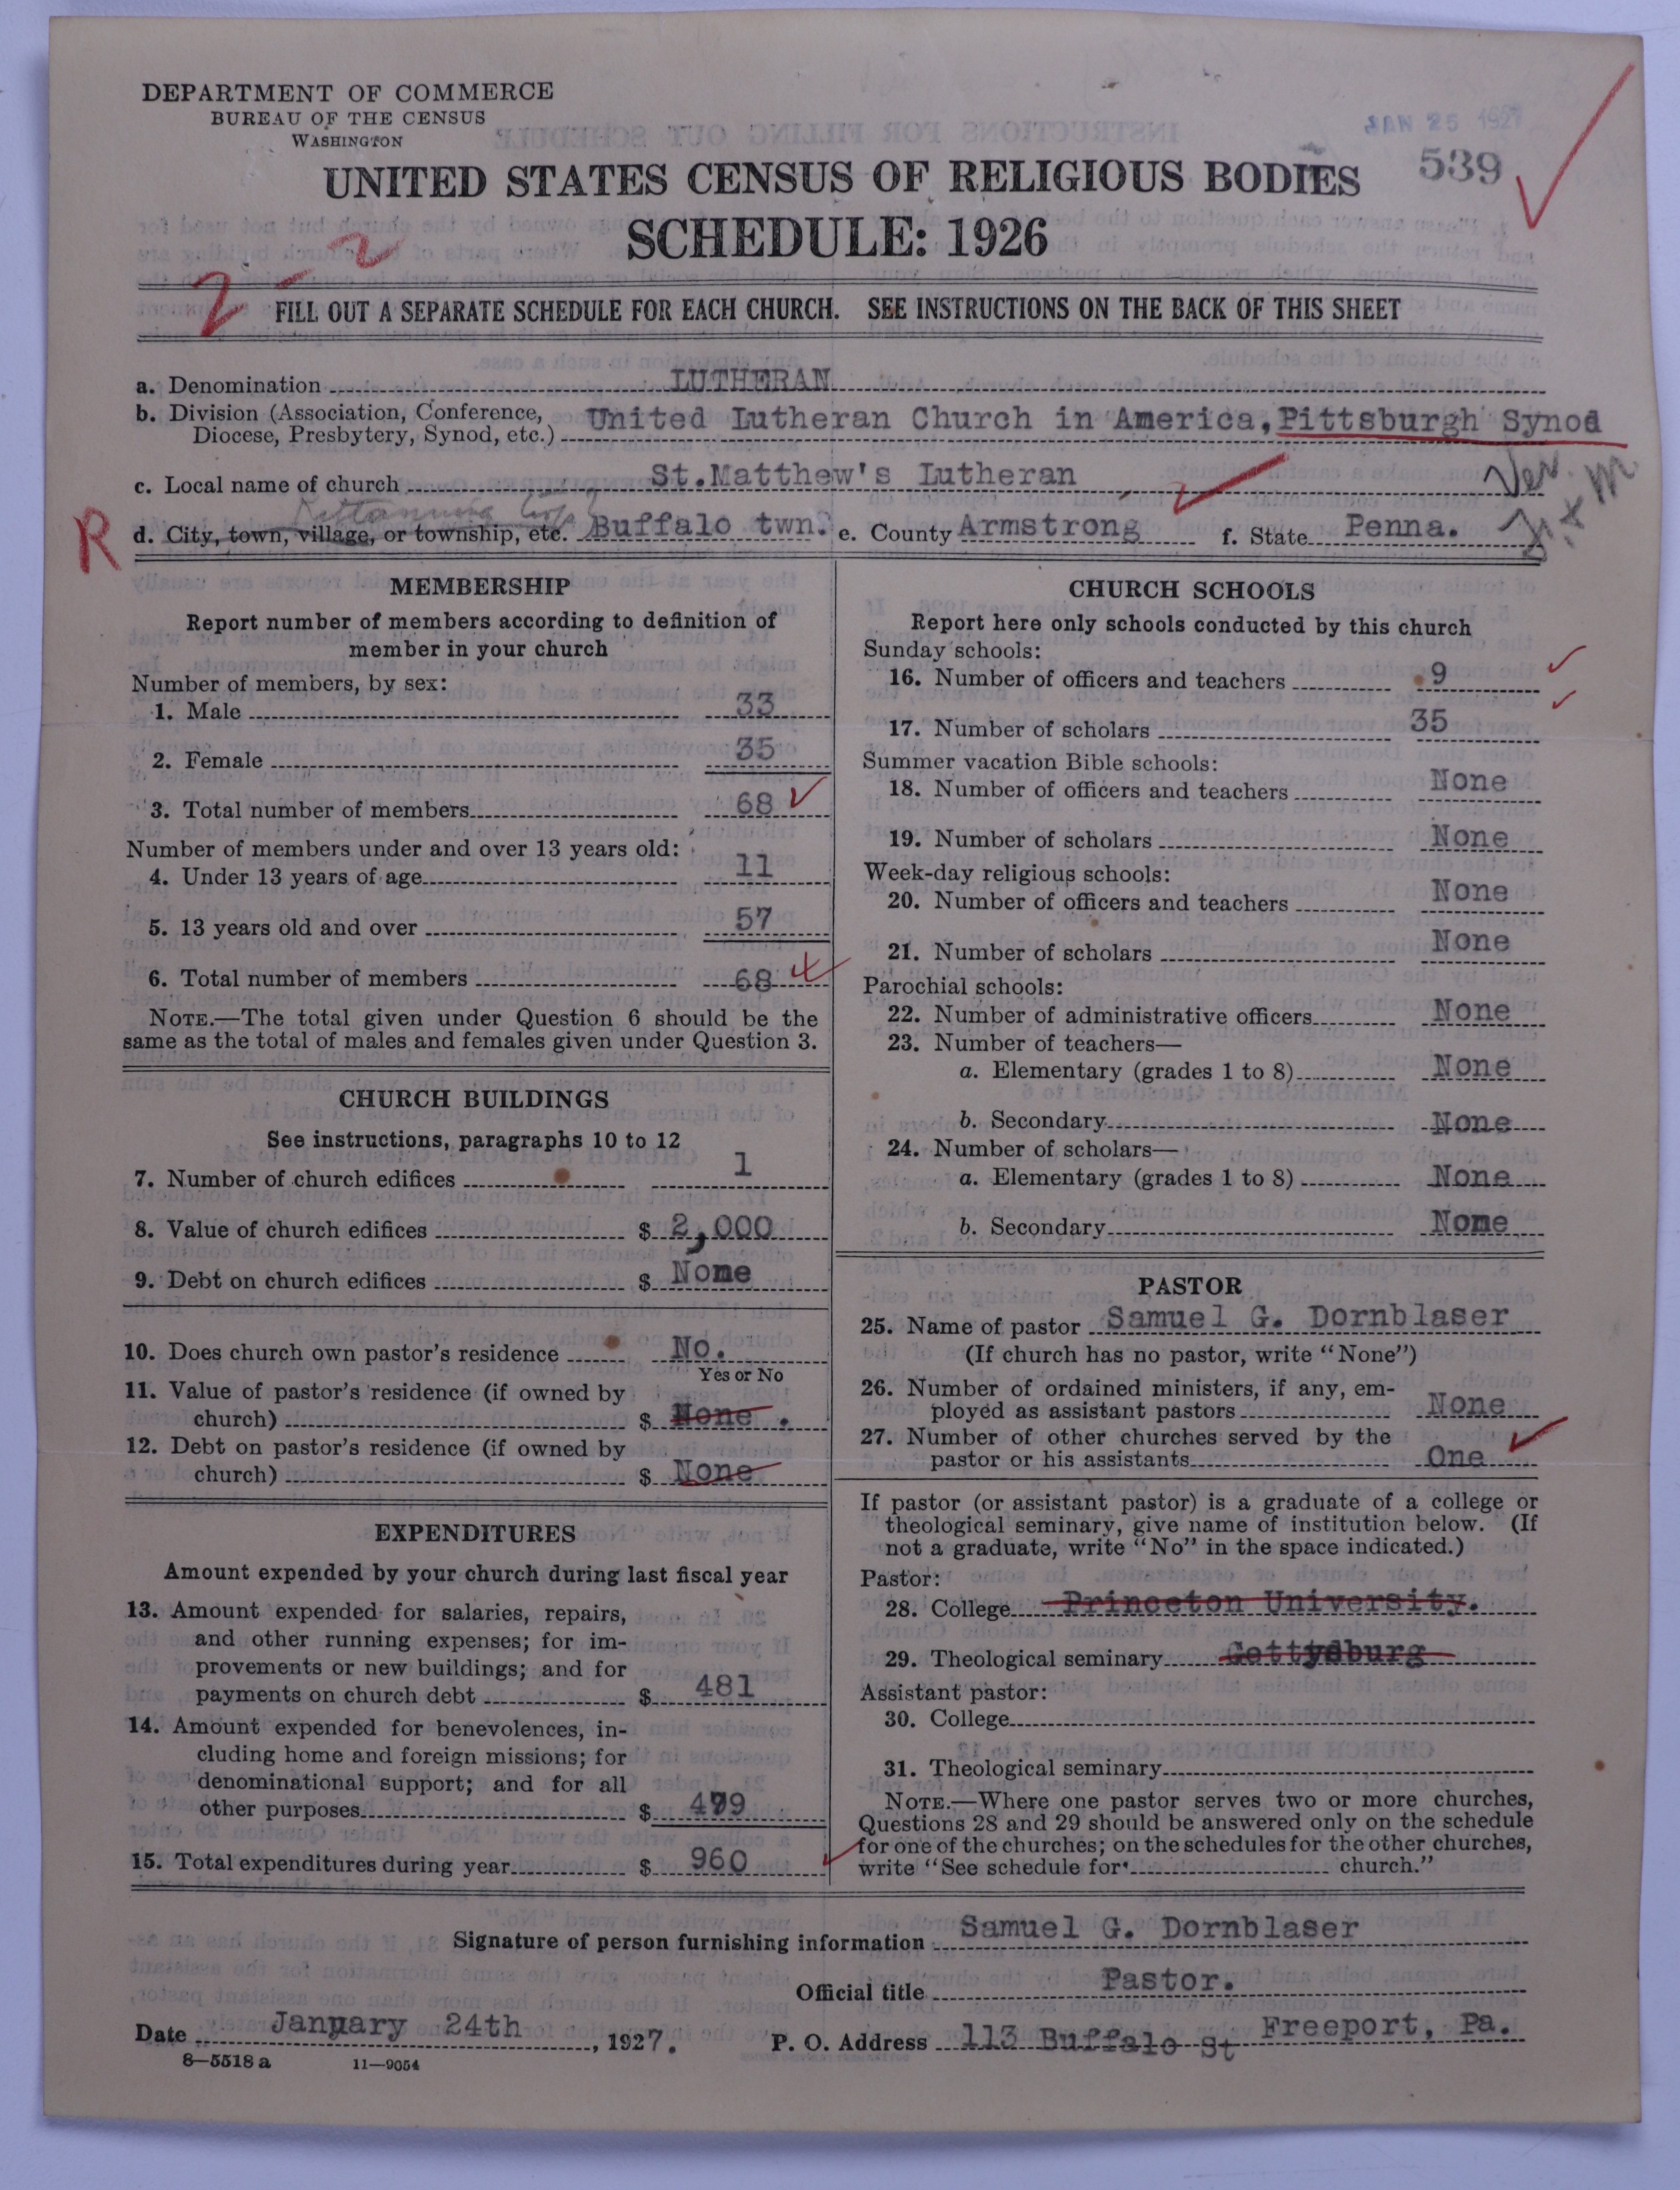 DEPARTMENT OF COMMERCE
BUREAU OF THE CENSUS
WASHINGTON
JAN 25 1927
539
UNITED STATES CENSUS OF RELIGIOUS BODIES
SCHEDULE: 1926
2-2
FILL OUT A SEPARATE SCHEDULE FOR EACH CHURCH. SEE INSTRUCTIONS ON THE BACK OF THIS SHEET
a. Denomination LUTHERAN
b. Division (Association, Conference, Diocese, Presbytery, Synod, etc.) United Lutheran Church in America, Pittsburgh Synod
c. Local name of church St.Matthew's Lutheran
Ver.
Kittanning twp?
R
d. City, town, village, or township, etc. Buffalo twn. e. County Armstrong f. State Penna.
MEMBERSHIP
Report number of members according to definition of
member in your church
Number of members, by sex:
1. Male 33
2. Female 35
3. Total number of members 68
Number of members under and over 13 years old:
4. Under 13 years of age 11
5. 13 years old and over 57
6. Total number of members 68
NOTE.—The total given under Question 6 should be the
same as the total of males and females given under Question 3.
CHURCH BUILDINGS
See instructions, paragraphs 10 to 12
7. Number of church edifices 1
8. Value of church edifices $ 2,000
9. Debt on church edifices $ None
10. Does church own pastor's residence No.
Yes or No
11. Value of pastor's residence (if owned by
church) $ None .
12. Debt on pastor's residence (if owned by
church) $ None
EXPENDITURES
Amount expended by your church during last fiscal year
13. Amount expended for salaries, repairs,
and other running expenses; for im-
provements or new buildings; and for
payments on church debt $ 481
14. Amount expended for benevolences, in-
cluding home and foreign missions; for
denominational support; and for all
other purposes $ 479
15. Total expenditures during year $ 960
CHURCH SCHOOLS
Report here only schools conducted by this church
Sunday schools:
16. Number of officers and teachers 9
17. Number of scholars 35
Summer vacation Bible schools:
18. Number of officers and teachers None
19. Number of scholars None
Week-day religious schools:
20. Number of officers and teachers None
21. Number of scholars None
Parochial schools:
22. Number of administrative officers None
23. Number of teachers—
a. Elementary (grades 1 to 8) None
b. Secondary None
24. Number of scholars—
a. Elementary (grades 1 to 8) None
b. Secondary None
PASTOR
25. Name of pastor Samuel G. Dornblaser
(If church has no pastor, write "None")
26. Number of ordained ministers, if any, em-
ployed as assistant pastors None
27. Number of other churches served by the
pastor or his assistants One
If pastor (or assistant pastor) is a graduate of a college or
theological seminary, give name of institution below. (If
not a graduate, write "No" in the space indicated.)
Pastor:
28. College Princeton University.
29. Theological seminary Gettysburg
Assistant pastor:
30. College
31. Theological seminary
NOTE.—Where one pastor serves two or more churches,
Questions 28 and 29 should be answered only on the schedule
for one of the churches; on the schedules for the other churches,
write "See schedule for church."
Signature of person furnishing information Samuel G. Dornblaser
Official title Pastor.
Date January 24th, 1927. P. O. Address 113 Buffalo St Freeport, Pa.
8—5518 a 11—9054